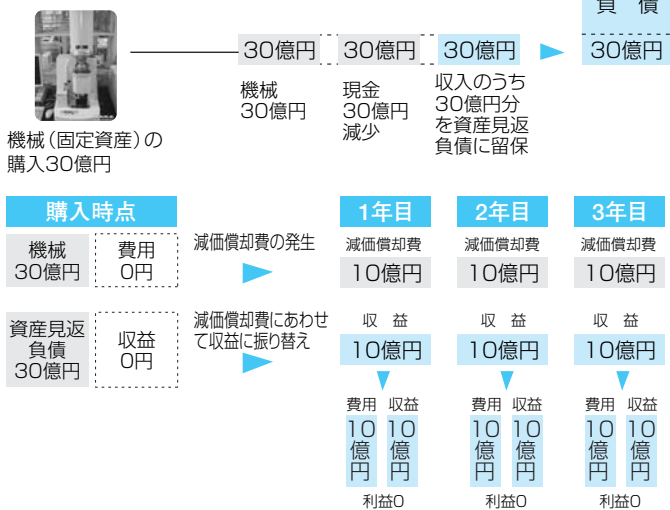 負　債
30億円　30億円　30億円　30億円
機械
30億円
現金
30億円
減少
収入のうち
30億円分
を資産見返
負債に留保
機械（固定資産）の
購入30億円
購入時点　1年目　2年目　3年目
機械
30億円
費用
0円
減価償却費の発生
減価償却費　減価償却費　減価償却費
10億円　10億円　10億円
資産見返
負債
30億円
収益
0円
減価償却費にあわせ
て収益に振り替え
収　益　収　益　収　益
10億円　10億円　10億円
費用　収益　費用　収益　費用　収益
10億円　10億円　10億円　10億円　10億円　10億円
利益0　利益0　利益0